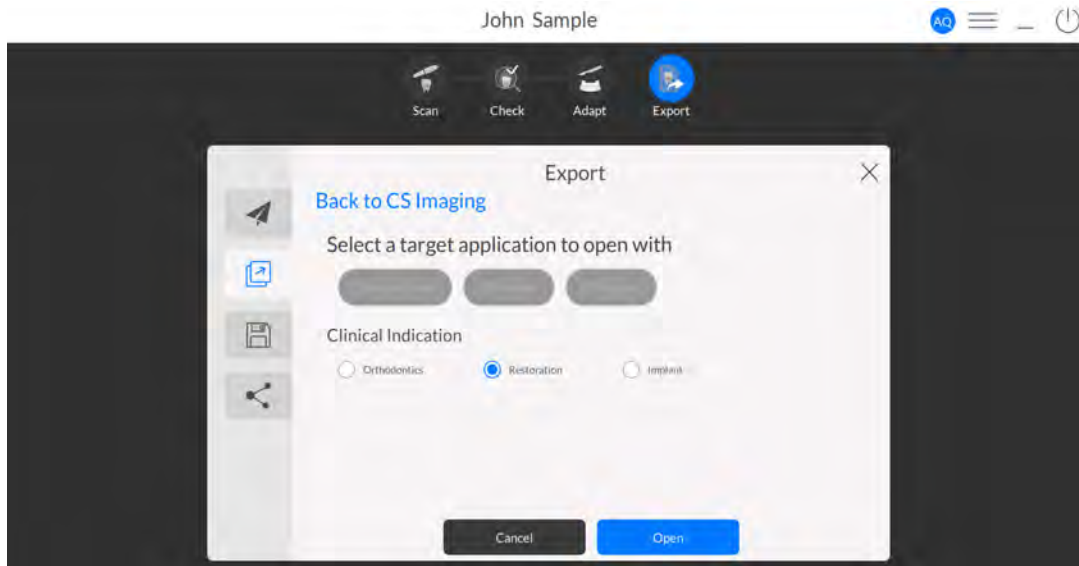 John Sample
AQ
Scan Check Adapt Export
Export
Back to CS Imaging
Select a target application to open with
Clinical Indication
Orthodontics Restoration Implant
Cancel Open